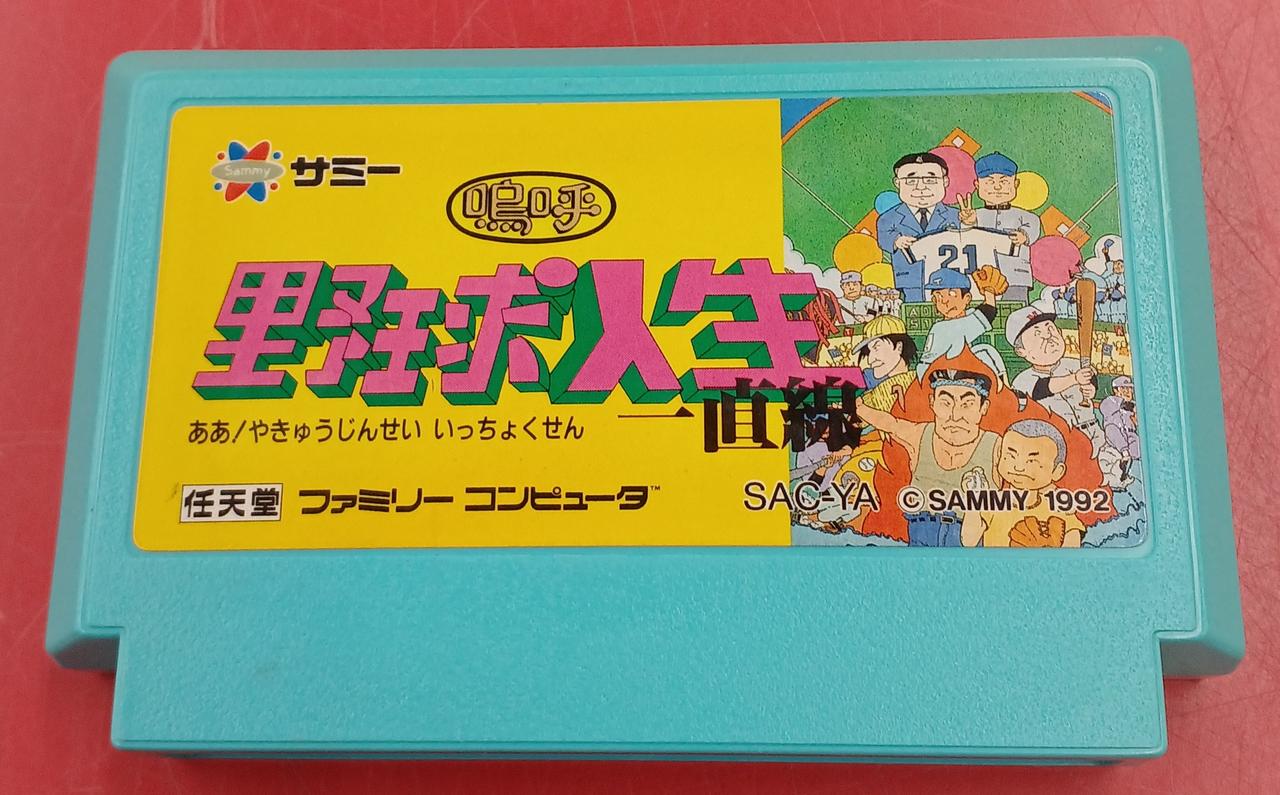 Sammy サミー
嗚呼
野球人生
一直線
ああ!やきゅうじんせい いっちょくせん
任天堂 ファミリー コンピュータ™
SAC-YA © SAMMY 1992
21